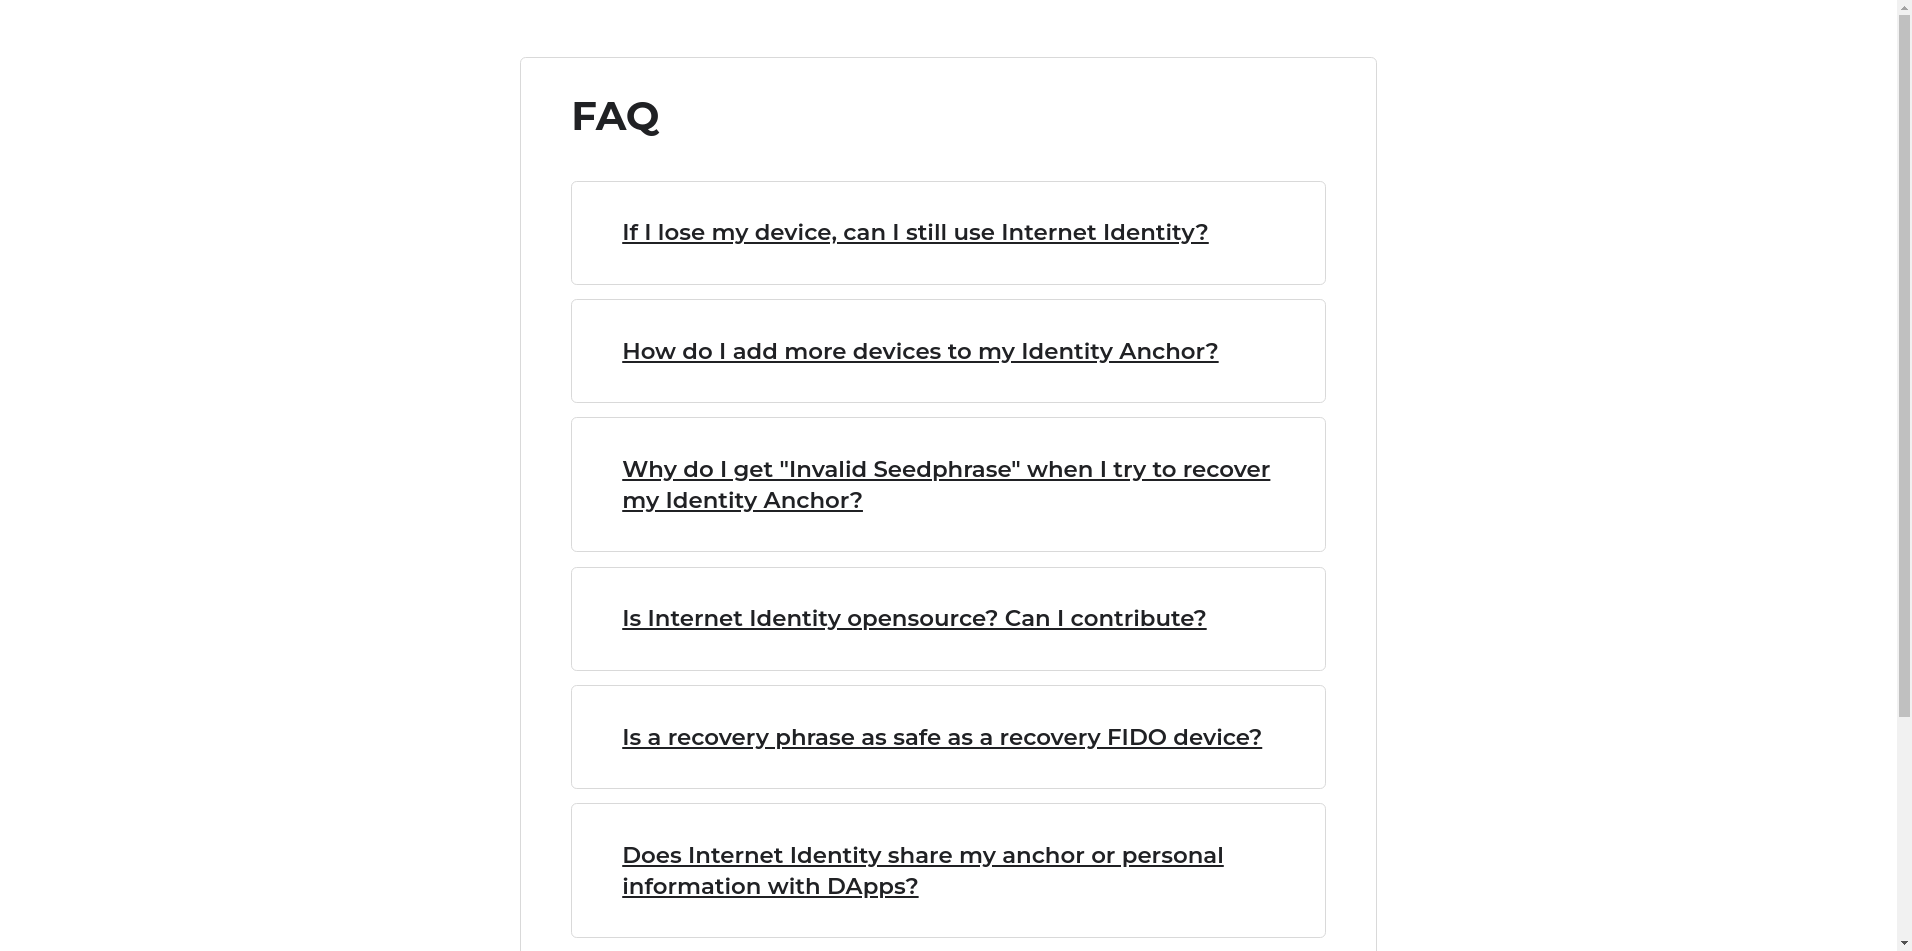 FAQ
If I lose my device, can I still use Internet Identity?
How do I add more devices to my Identity Anchor?
Why do I get "Invalid Seedphrase" when I try to recover
my Identity Anchor?
Is Internet Identity opensource? Can I contribute?
Is a recovery phrase as safe as a recovery FIDO device?
Does Internet Identity share my anchor or personal
information with DApps?